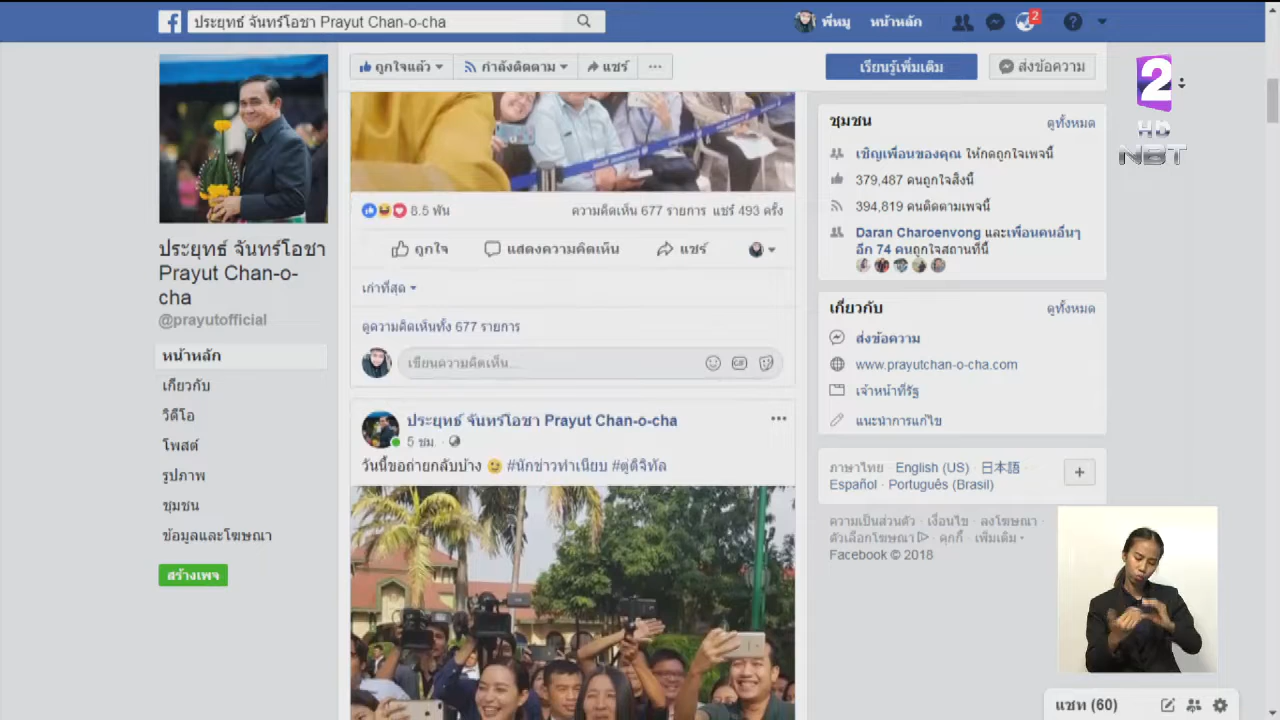 ประยุทธ์ จันทร์โอชา Prayut Chan-o-cha
พี่หมู หน้าหลัก
2
ถูกใจแล้ว กำลังติดตาม แชร์
เรียนรู้เพิ่มเติม ส่งข้อความ
2
HD
NBT
ประยุทธ์ จันทร์โอชา
Prayut Chan-o-
cha
@prayutofficial
หน้าหลัก
เกี่ยวกับ
วิดีโอ
โพสต์
รูปภาพ
ชุมชน
ข้อมูลและโฆษณา
สร้างเพจ
8.5 พัน ความคิดเห็น 677 รายการ แชร์ 493 ครั้ง
ถูกใจ แสดงความคิดเห็น แชร์
เก่าที่สุด
ดูความคิดเห็นทั้ง 677 รายการ
เขียนความคิดเห็น...
GIF
ประยุทธ์ จันทร์โอชา Prayut Chan-o-cha
5 ชม.
วันนี้ขอถ่ายกลับบ้าง #นักข่าวทำเนียบ #ตู่ดิจิทัล
ชุมชน ดูทั้งหมด
เชิญเพื่อนของคุณ ให้กดถูกใจเพจนี้
379,487 คนถูกใจสิ่งนี้
394,819 คนติดตามเพจนี้
Daran Charoenvong และเพื่อนคนอื่นๆ
อีก 74 คนถูกใจสถานที่นี้
เกี่ยวกับ ดูทั้งหมด
ส่งข้อความ
www.prayutchan-o-cha.com
เจ้าหน้าที่รัฐ
แนะนำการแก้ไข
ภาษาไทย · English (US) · 日本語 ·
Español · Português (Brasil)
ความเป็นส่วนตัว · เงื่อนไข · ลงโฆษณา ·
ตัวเลือกโฆษณา · คุกกี้ · เพิ่มเติม
Facebook © 2018
แชท (60)